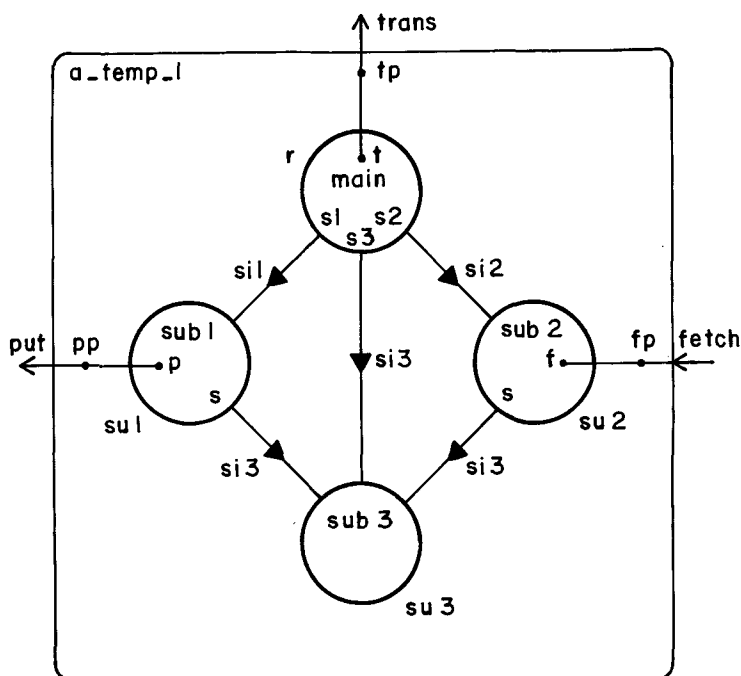 trans
a_temp_1
tp
r
t
main
s1
s2
s3
si1
si2
sub1
sub2
put
pp
p
si3
f
fp
fetch
s
s
su1
su2
si3
si3
sub3
su3